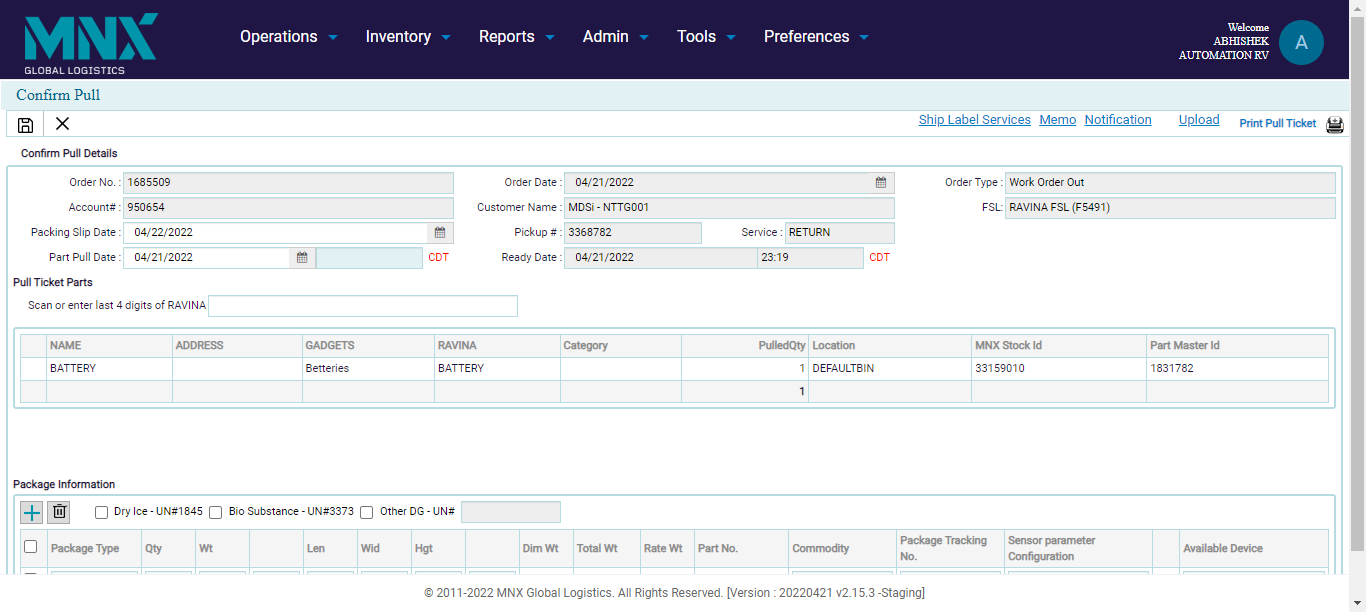 MNX
GLOBAL LOGISTICS
Operations Inventory Reports Admin Tools Preferences
Welcome
ABHISHEK
AUTOMATION RV
A
Confirm Pull
Ship Label Services Memo Notification Upload Print Pull Ticket
Confirm Pull Details
Order No. : 1685509 Order Date : 04/21/2022 Order Type : Work Order Out
Account# : 950654 Customer Name : MDSi - NTTG001 FSL: RAVINA FSL (F5491)
Packing Slip Date : 04/22/2022 Pickup # : 3368782 Service : RETURN
Part Pull Date : 04/21/2022 CDT Ready Date : 04/21/2022 23:19 CDT
Pull Ticket Parts
Scan or enter last 4 digits of RAVINA
NAME ADDRESS GADGETS RAVINA Category PulledQty Location MNX Stock Id Part Master Id
BATTERY Betteries BATTERY 1 DEFAULTBIN 33159010 1831782
1
Package Information
Dry Ice - UN#1845 Bio Substance - UN#3373 Other DG - UN#
Package Type Qty Wt Len Wid Hgt Dim Wt Total Wt Rate Wt Part No. Commodity Package Tracking No. Sensor parameter Configuration Available Device
© 2011-2022 MNX Global Logistics. All Rights Reserved. [Version : 20220421 v2.15.3 -Staging]